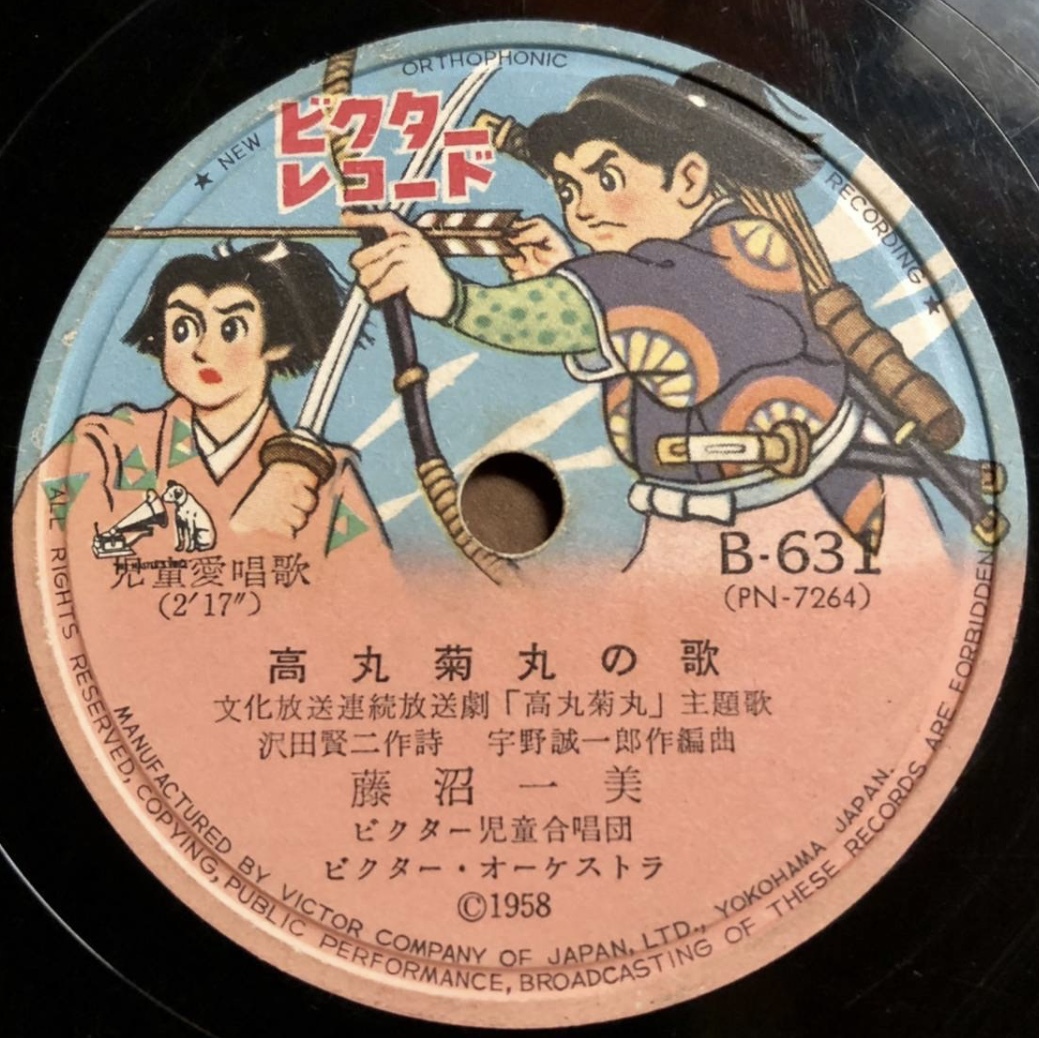 ★ NEW ORTHOPHONIC RECORDING ★
ビクター
レコード
児童愛唱歌
(2′17″)
B-631
(PN-7264)
高丸菊丸の歌
文化放送連続放送劇「高丸菊丸」主題歌
沢田賢二作詩 宇野誠一郎作編曲
藤沼一美
ビクター児童合唱団
ビクター・オーケストラ
©1958
MANUFACTURED BY VICTOR COMPANY OF JAPAN, LTD., YOKOHAMA JAPAN.
ALL RIGHTS RESERVED, COPYING, PUBLIC PERFORMANCE, BROADCASTING OF THESE RECORDS ARE FORBIDDEN